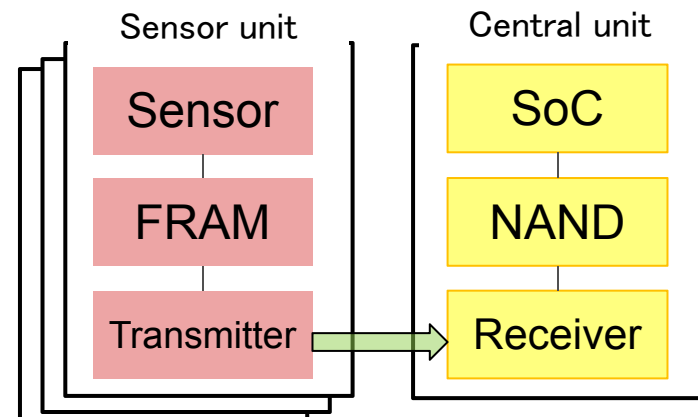 Sensor unit
Sensor
FRAM
Transmitter
Central unit
SoC
NAND
Receiver